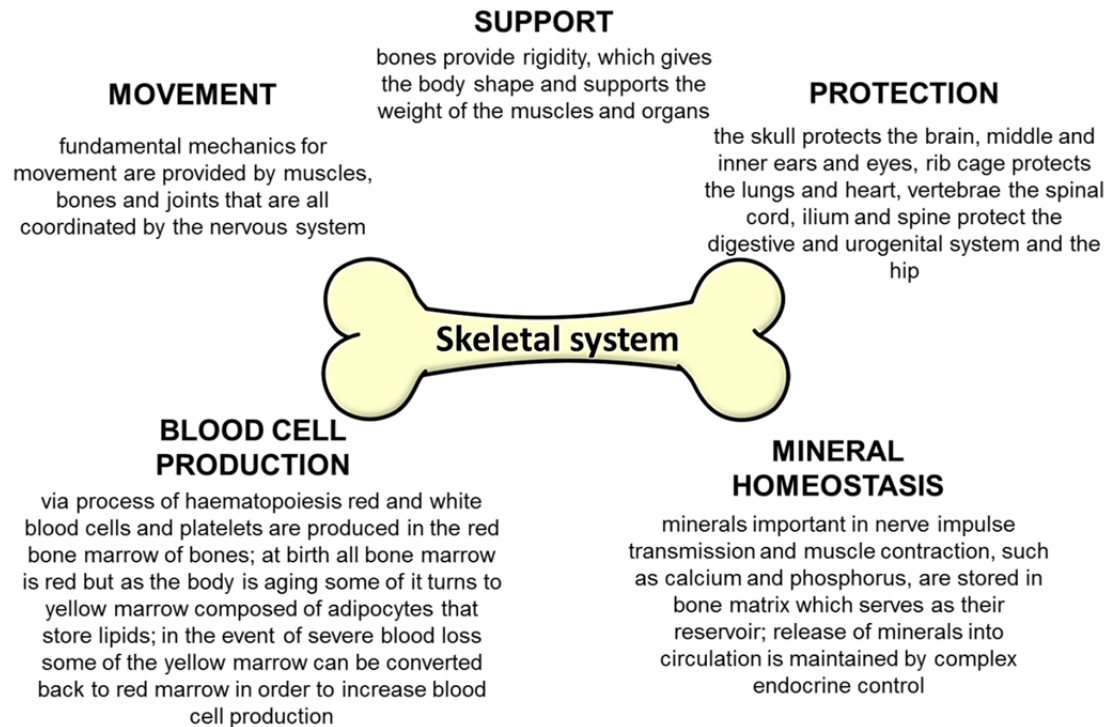 SUPPORT
bones provide rigidity, which gives
the body shape and supports the
weight of the muscles and organs
MOVEMENT
fundamental mechanics for
movement are provided by muscles,
bones and joints that are all
coordinated by the nervous system
PROTECTION
the skull protects the brain, middle and
inner ears and eyes, rib cage protects
the lungs and heart, vertebrae the spinal
cord, ilium and spine protect the
digestive and urogenital system and the
hip
Skeletal system
BLOOD CELL
PRODUCTION
via process of haematopoiesis red and white
blood cells and platelets are produced in the red
bone marrow of bones; at birth all bone marrow
is red but as the body is aging some of it turns to
yellow marrow composed of adipocytes that
store lipids; in the event of severe blood loss
some of the yellow marrow can be converted
back to red marrow in order to increase blood
cell production
MINERAL
HOMEOSTASIS
minerals important in nerve impulse
transmission and muscle contraction, such
as calcium and phosphorus, are stored in
bone matrix which serves as their
reservoir; release of minerals into
circulation is maintained by complex
endocrine control